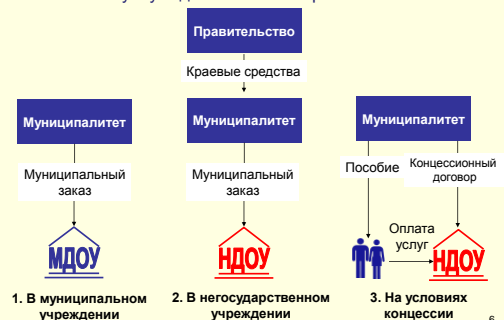 Правительство
Краевые средства
Муниципалитет
Муниципалитет
Муниципалитет
Муниципальный
заказ
Муниципальный
заказ
Пособие
Концессионный
договор
Оплата
услуг
МДОУ
НДОУ
НДОУ
1. В муниципальном
учреждении
2. В негосударственном
учреждении
3. На условиях
концессии
6